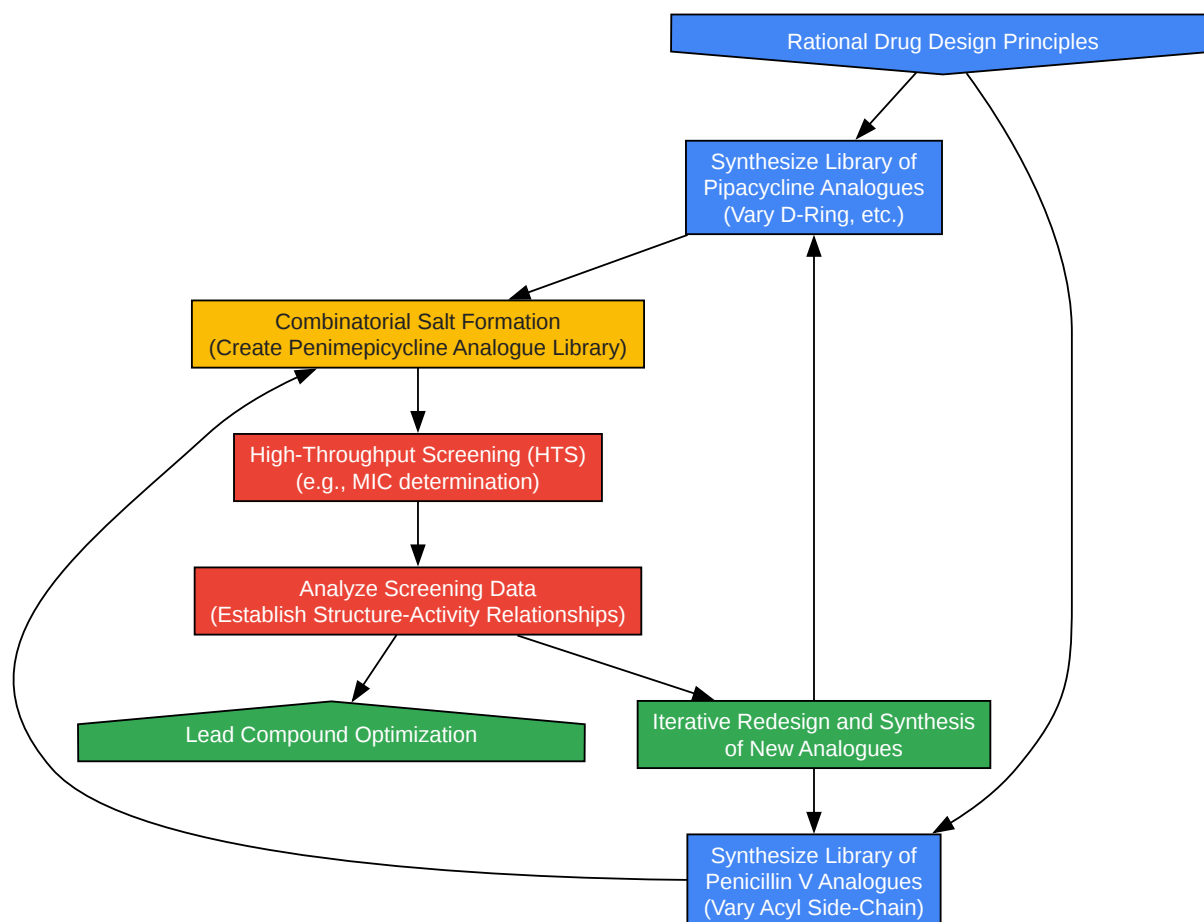 Rational Drug Design Principles
Synthesize Library of
Pipacycline Analogues
(Vary D-Ring, etc.)
Combinatorial Salt Formation
(Create Penimepicycline Analogue Library)
High-Throughput Screening (HTS)
(e.g., MIC determination)
Analyze Screening Data
(Establish Structure-Activity Relationships)
Lead Compound Optimization
Iterative Redesign and Synthesis
of New Analogues
Synthesize Library of
Penicillin V Analogues
(Vary Acyl Side-Chain)